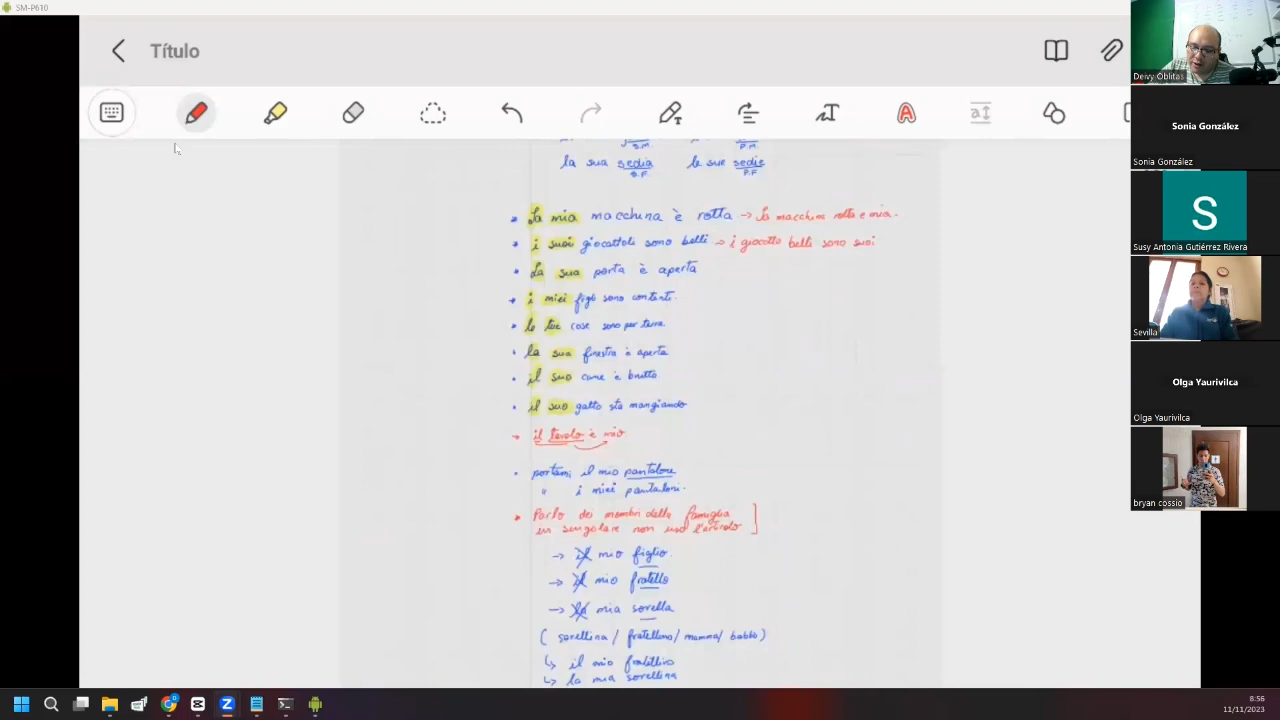 SM-P610
Título
S.M. P.M.
la sua sedia le sue sedie
S.F. P.F
• La mia macchina è rotta → La macchina rotta è mia.
• i suoi giocattoli sono belli → i giocatto belli sono suoi
• La sua porta è aperta
• i miei figli sono contenti.
• le tue cose sono per terra
• la sua finestra è aperta
• il suo cane è brutto
• il suo gatto sta mangiando
→ il tavolo è mio
• portami il mio pantalone
" i miei pantaloni.
• Parlo dei membri della famiglia
in singolare non uso l'articolo
→ il mio figlio.
→ il mio fratello
→ la mia sorella
( sorellina / fratellino / mamma / babbo )
↳ il mio fratellino
↳ la mia sorellina
Deivy Oblitas
Sonia González
Sonia González
S
Susy Antonia Gutiérrez Rivera
Sevilla
Olga Yaurivilca
Olga Yaurivilca
bryan cossio
8:56
11/11/2023